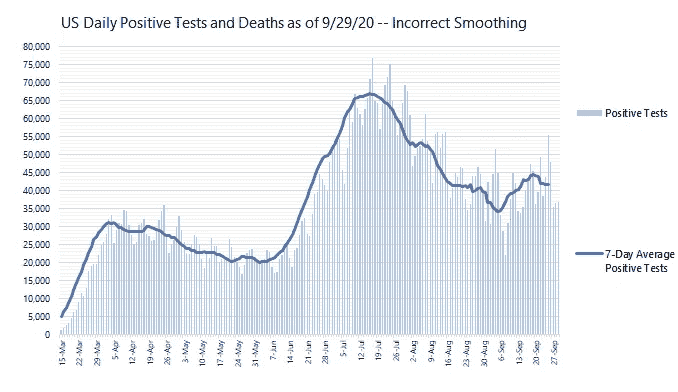 US Daily Positive Tests and Deaths as of 9/29/20 -- Incorrect Smoothing
80,000
75,000
70,000
65,000
60,000
55,000
50,000
45,000
40,000
35,000
30,000
25,000
20,000
15,000
10,000
5,000
0
15-Mar
22-Mar
29-Mar
5-Apr
12-Apr
19-Apr
26-Apr
3-May
10-May
17-May
24-May
31-May
7-Jun
14-Jun
21-Jun
28-Jun
5-Jul
12-Jul
19-Jul
26-Jul
2-Aug
9-Aug
16-Aug
23-Aug
30-Aug
6-Sep
13-Sep
20-Sep
27-Sep
Positive Tests
7-Day Average
Positive Tests